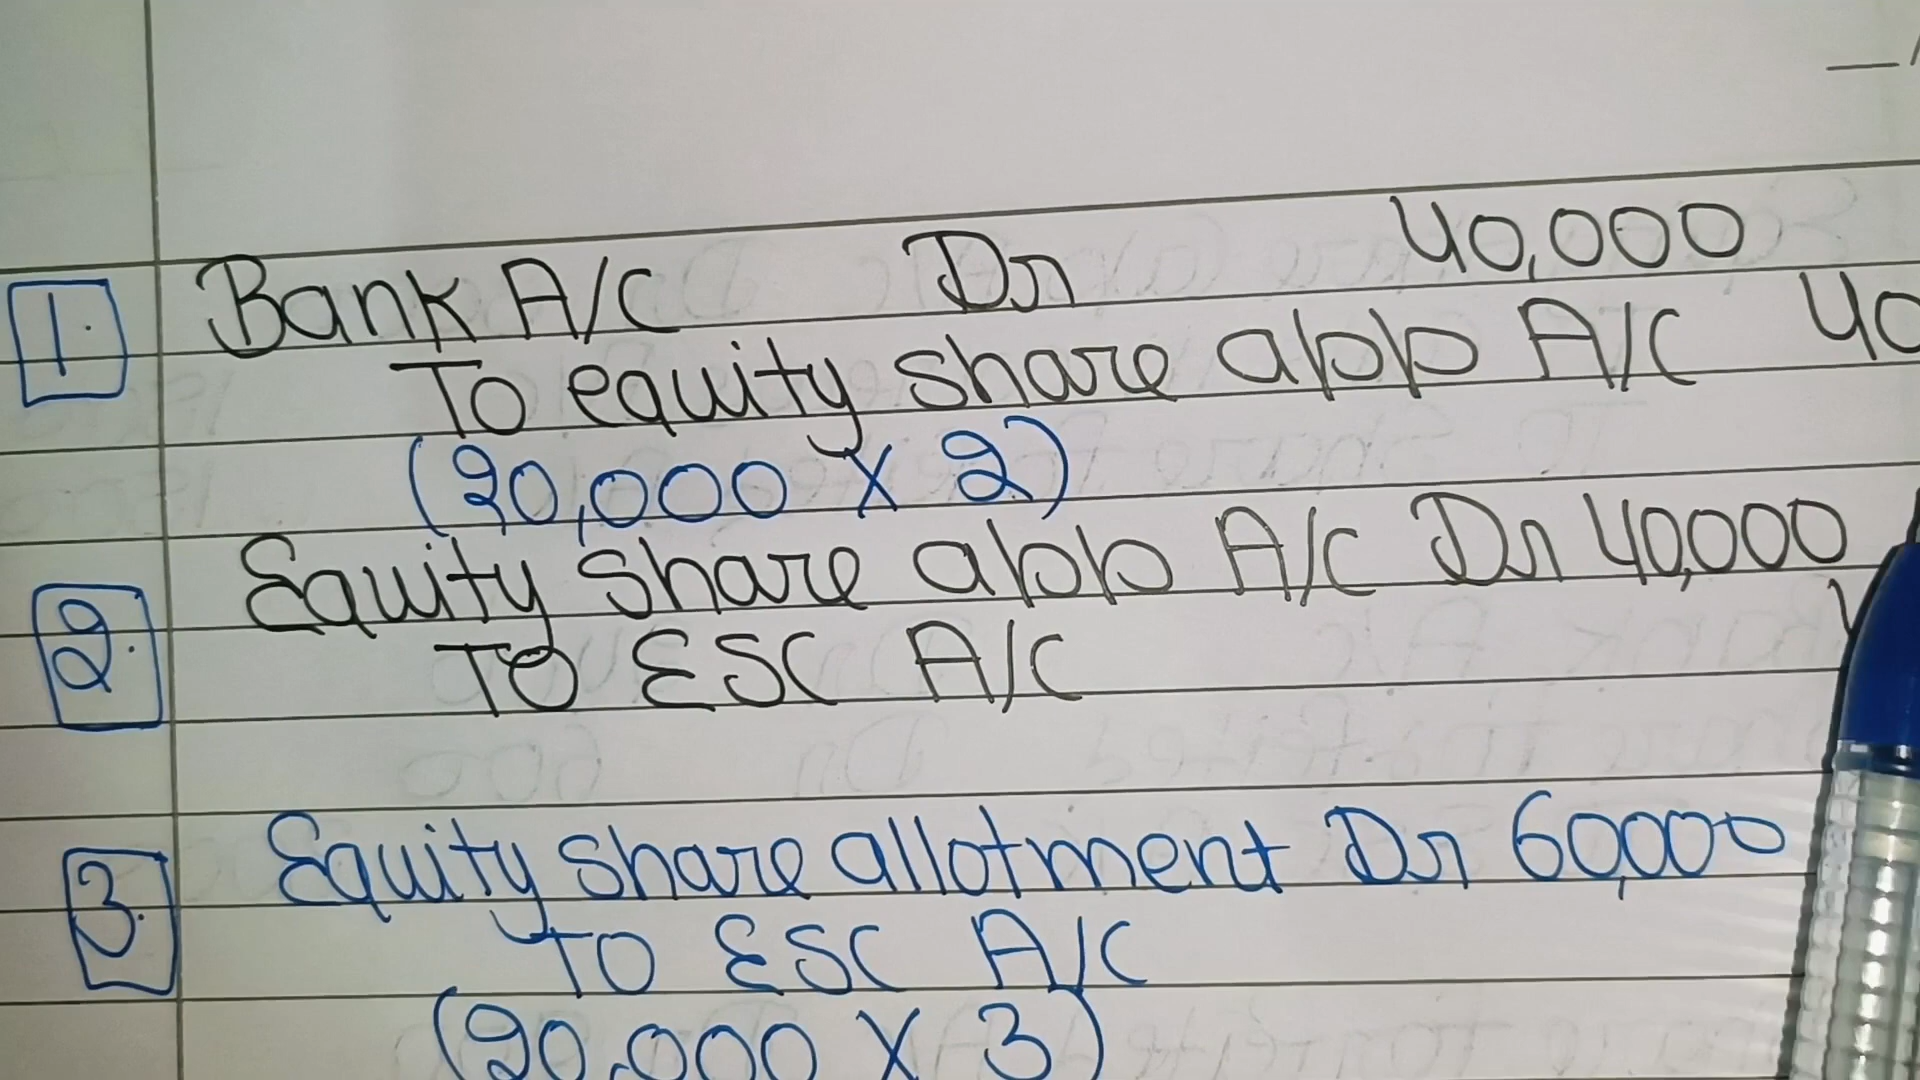 1. Bank A/C Dr 40,000
To equity share app A/C 40
(20,000 X 2)
2. Equity share app A/C Dr 40,000
To ESC A/C
3. Equity share allotment Dr 60,000
To ESC A/C
(20,000 X 3)